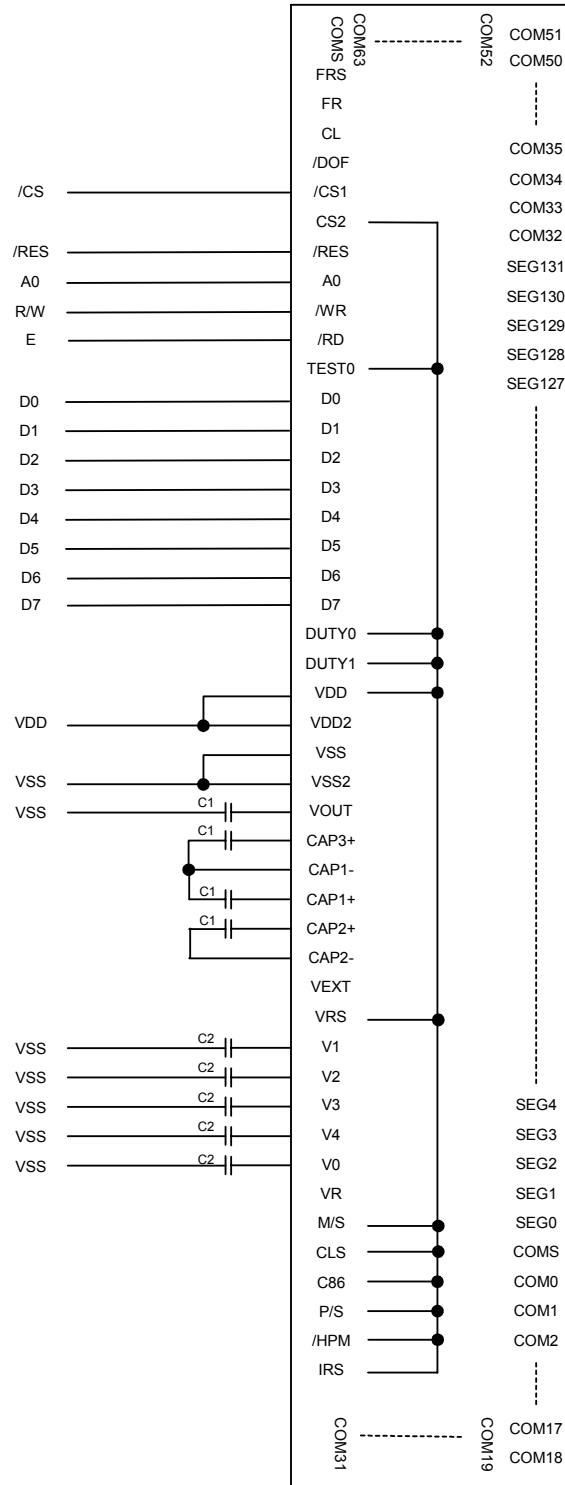 COMS
COM63
COM52
COM51
COM50
FRS
FR
CL
/DOF
COM35
/CS
/CS1
COM34
CS2
COM33
COM32
/RES
/RES
A0
A0
SEG131
R/W
/WR
SEG130
E
/RD
SEG129
TEST0
SEG128
SEG127
D0
D0
D1
D1
D2
D2
D3
D3
D4
D4
D5
D5
D6
D6
D7
D7
DUTY0
DUTY1
VDD
VDD
VDD2
VSS
VSS
VSS2
VSS
C1
VOUT
C1
CAP3+
CAP1-
C1
CAP1+
C1
CAP2+
CAP2-
VEXT
VRS
VSS
C2
V1
VSS
C2
V2
VSS
C2
V3
SEG4
VSS
C2
V4
SEG3
VSS
C2
V0
SEG2
VR
SEG1
M/S
SEG0
CLS
COMS
C86
COM0
P/S
COM1
/HPM
COM2
IRS
COM31
COM19
COM17
COM18